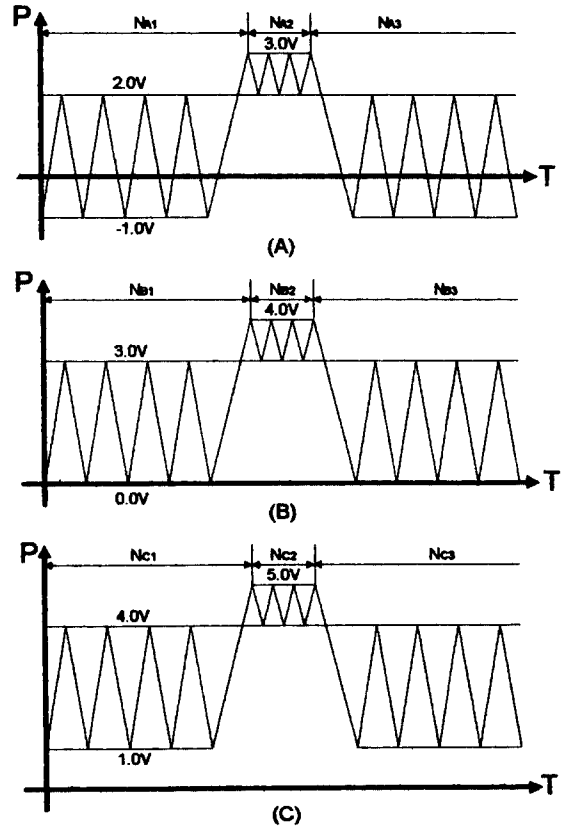 P
NA1 NA2 NA3
3.0V
2.0V
T
-1.0V
(A)
P
NB1 NB2 NB3
4.0V
3.0V
T
0.0V
(B)
P
NC1 NC2 NC3
5.0V
4.0V
1.0V
T
(C)